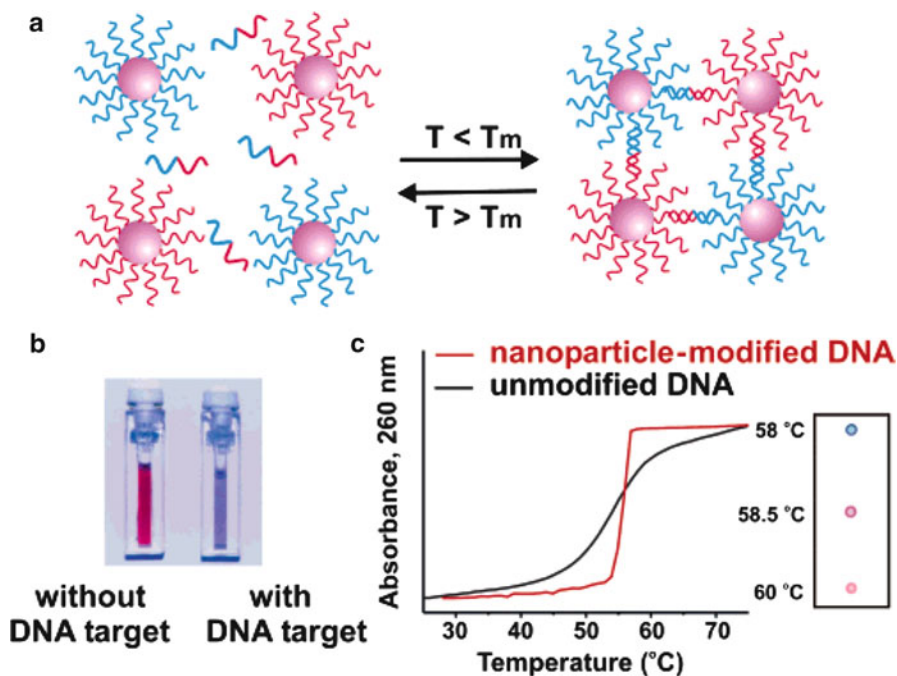 a
T < Tm
T > Tm
b
without
DNA target
with
DNA target
c
nanoparticle-modified DNA
unmodified DNA
Absorbance, 260 nm
30 40 50 60 70
Temperature (°C)
58 °C
58.5 °C
60 °C